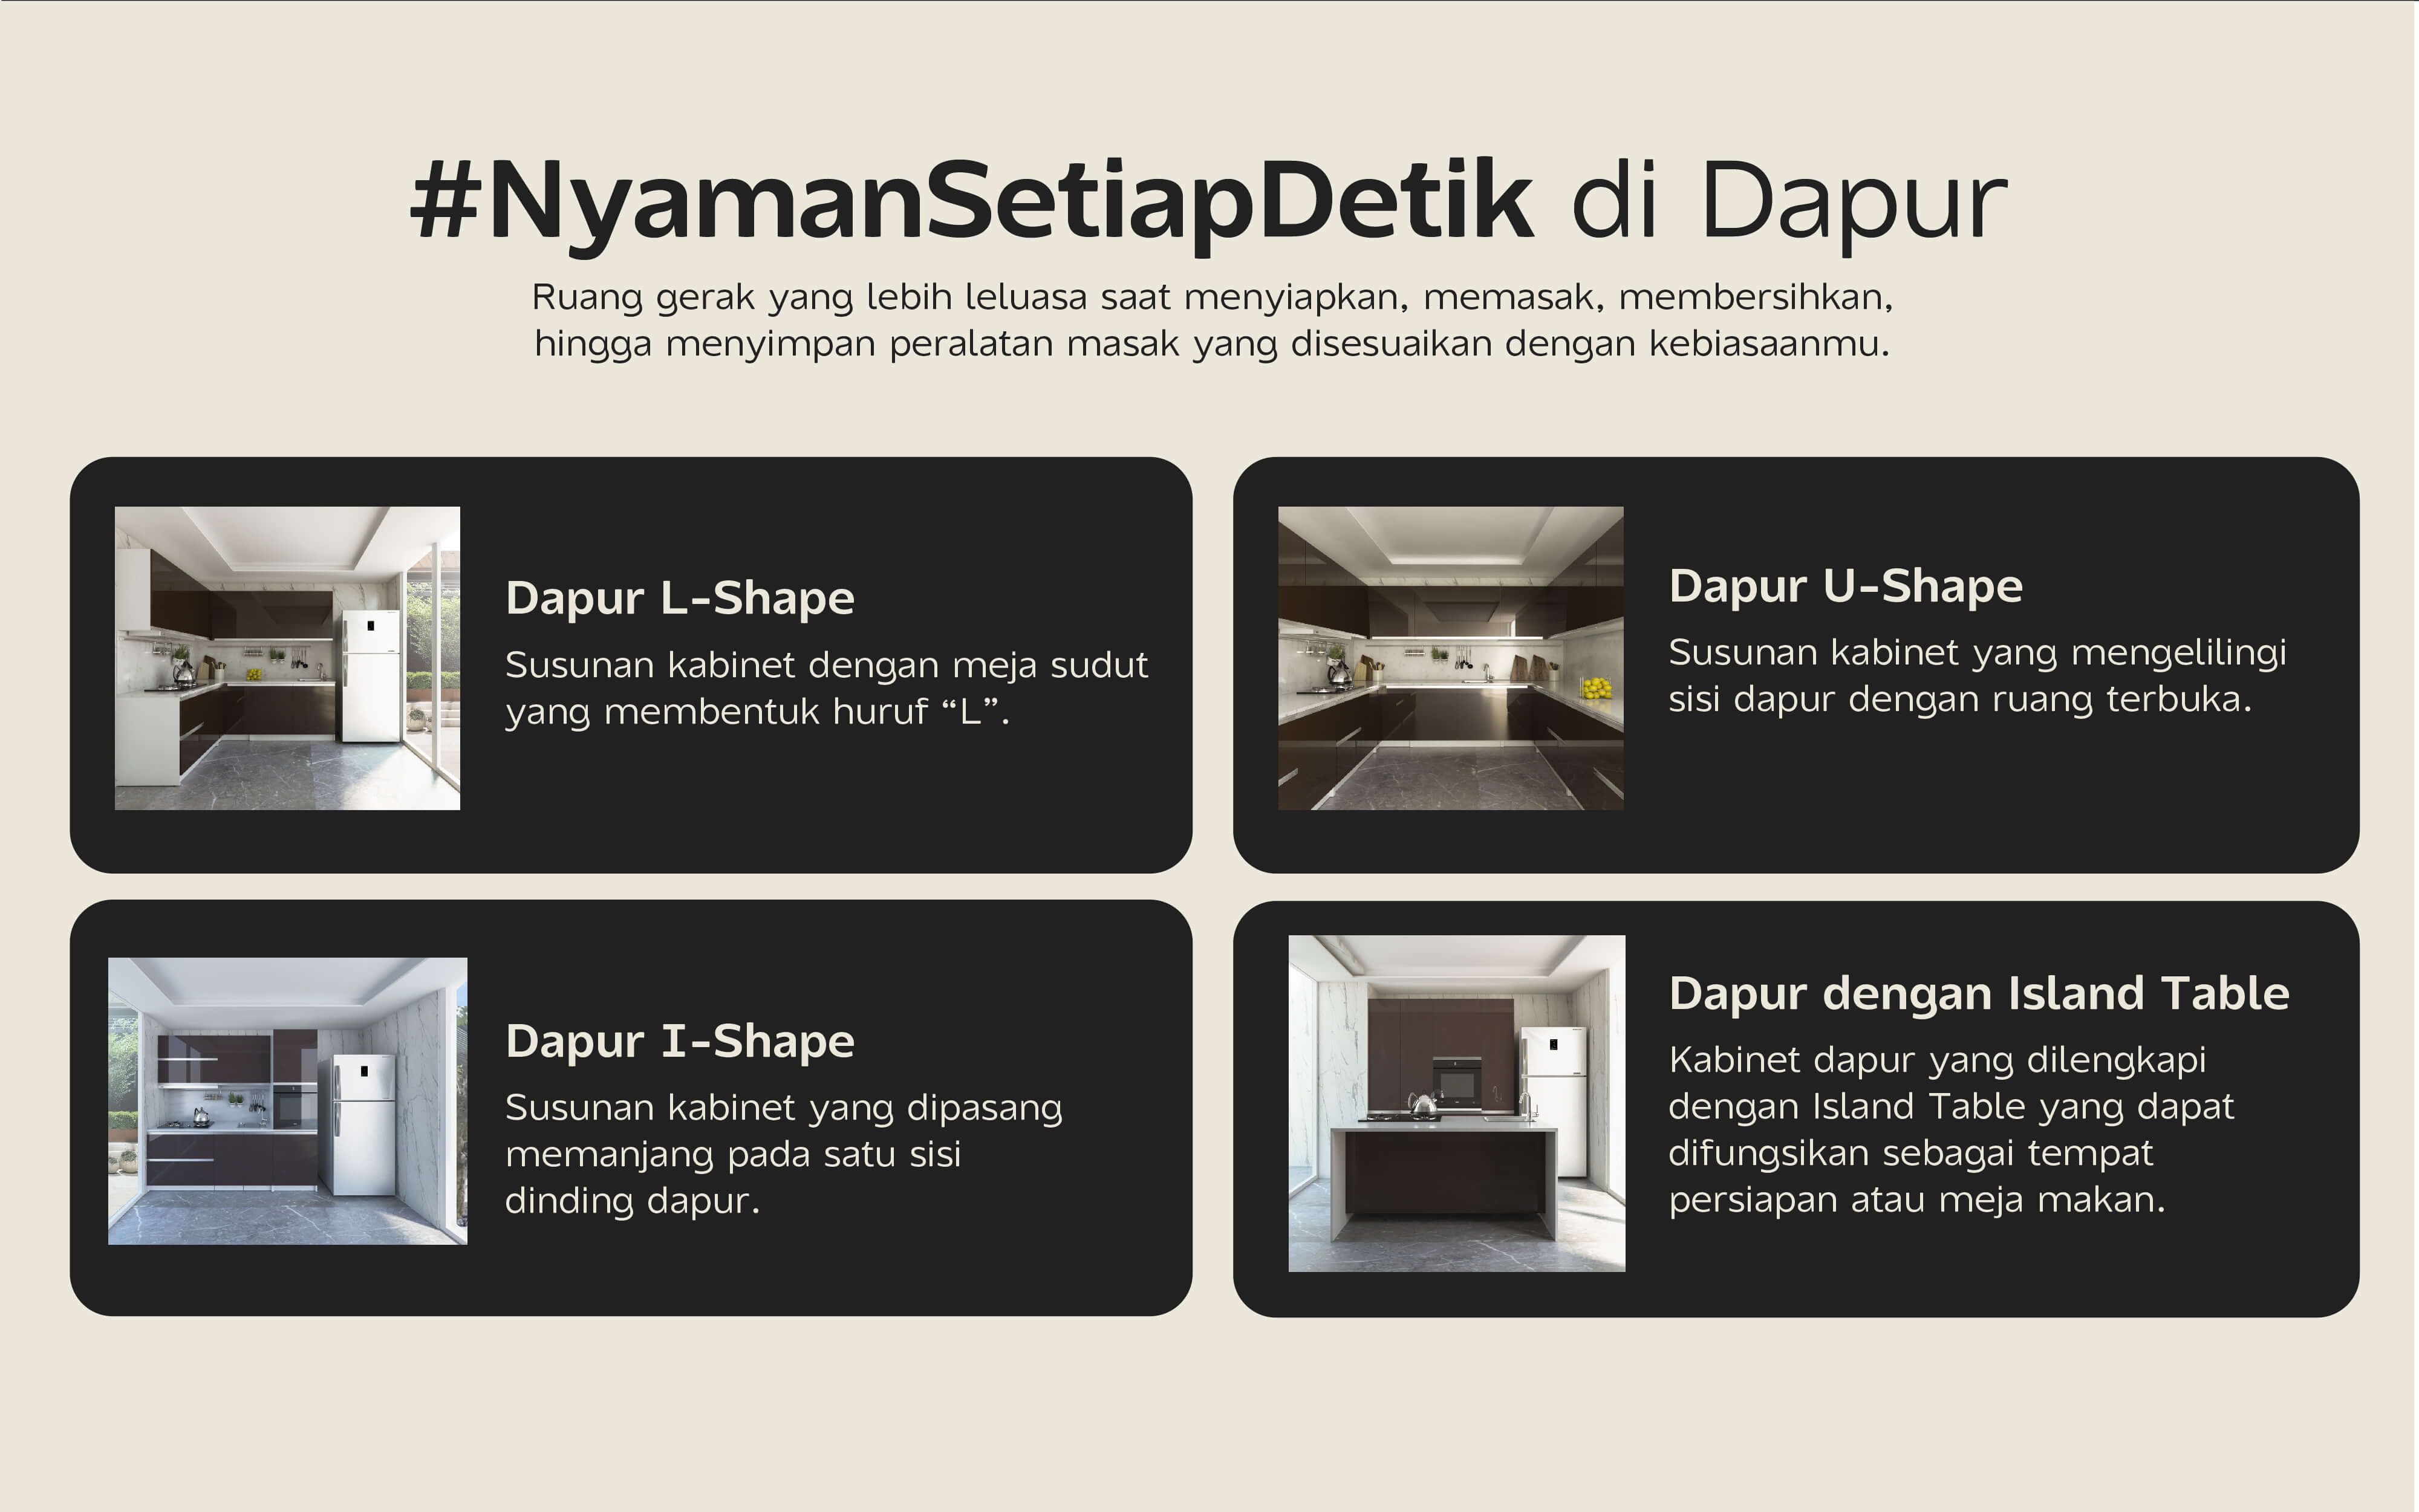 #NyamanSetiapDetik di Dapur
Ruang gerak yang lebih leluasa saat menyiapkan, memasak, membersihkan,
hingga menyimpan peralatan masak yang disesuaikan dengan kebiasaanmu.
Dapur L-Shape
Susunan kabinet dengan meja sudut
yang membentuk huruf “L”.
Dapur U-Shape
Susunan kabinet yang mengelilingi
sisi dapur dengan ruang terbuka.
Dapur I-Shape
Susunan kabinet yang dipasang
memanjang pada satu sisi
dinding dapur.
Dapur dengan Island Table
Kabinet dapur yang dilengkapi
dengan Island Table yang dapat
difungsikan sebagai tempat
persiapan atau meja makan.